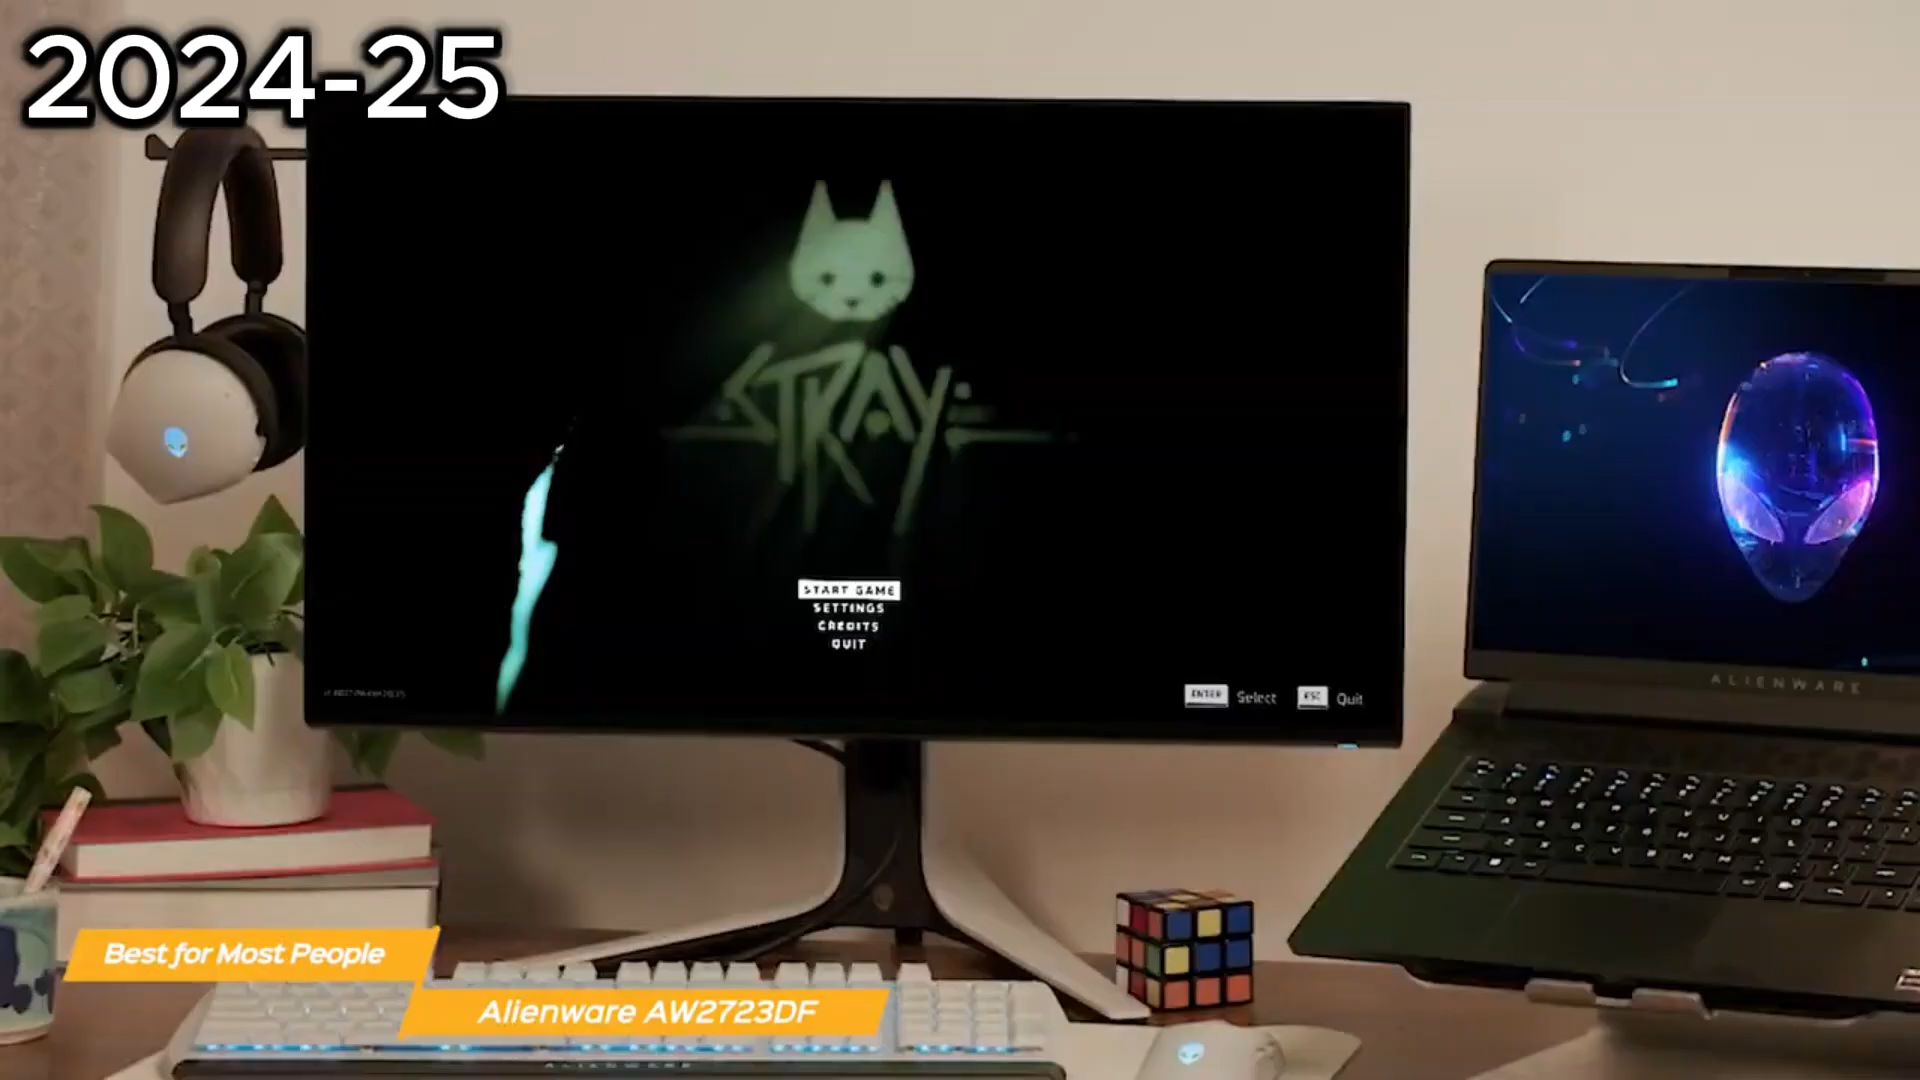 2024-25
STRAY
START GAME
SETTINGS
CREDITS
QUIT
ENTER Select ESC Quit
ALIENWARE
Best for Most People
Alienware AW2723DF
ALIENWARE